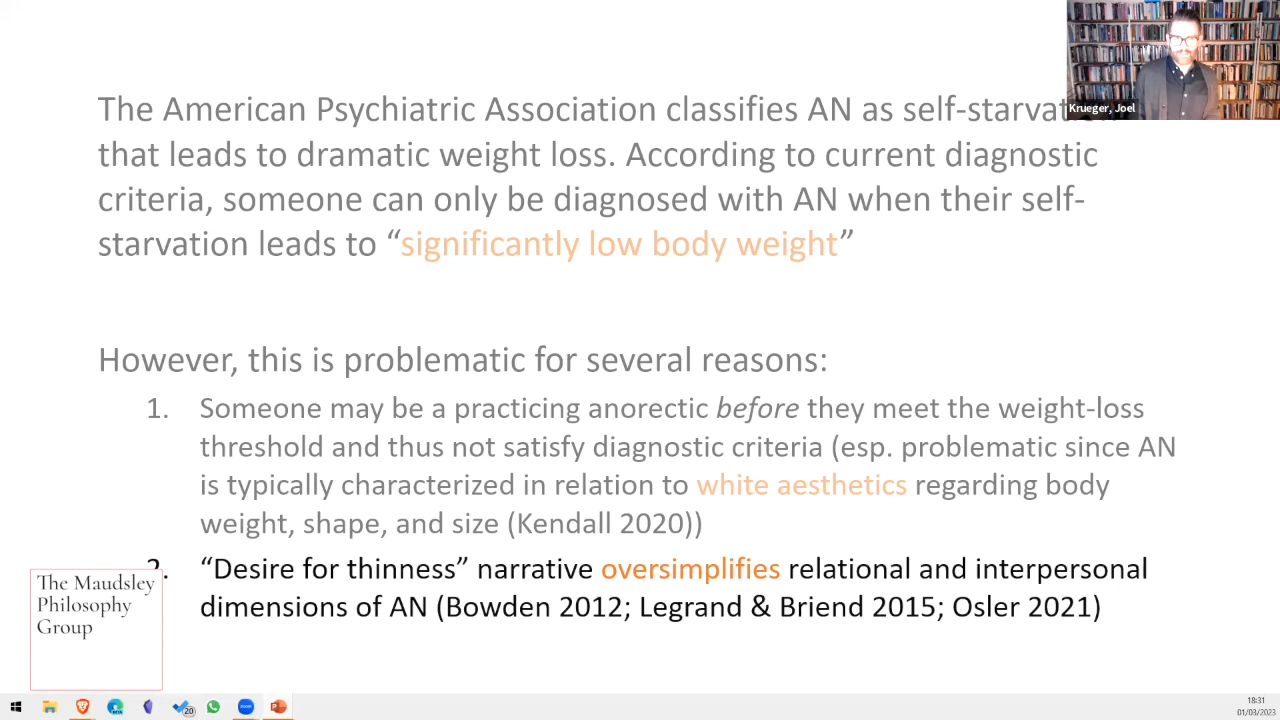 The American Psychiatric Association classifies AN as self-starvation
that leads to dramatic weight loss. According to current diagnostic
criteria, someone can only be diagnosed with AN when their self-
starvation leads to “significantly low body weight”
Krueger, Joel
However, this is problematic for several reasons:
1. Someone may be a practicing anorectic before they meet the weight-loss
threshold and thus not satisfy diagnostic criteria (esp. problematic since AN
is typically characterized in relation to white aesthetics regarding body
weight, shape, and size (Kendall 2020))
2. “Desire for thinness” narrative oversimplifies relational and interpersonal
dimensions of AN (Bowden 2012; Legrand & Briend 2015; Osler 2021)
The Maudsley
Philosophy
Group
20
18:31
01/03/2023